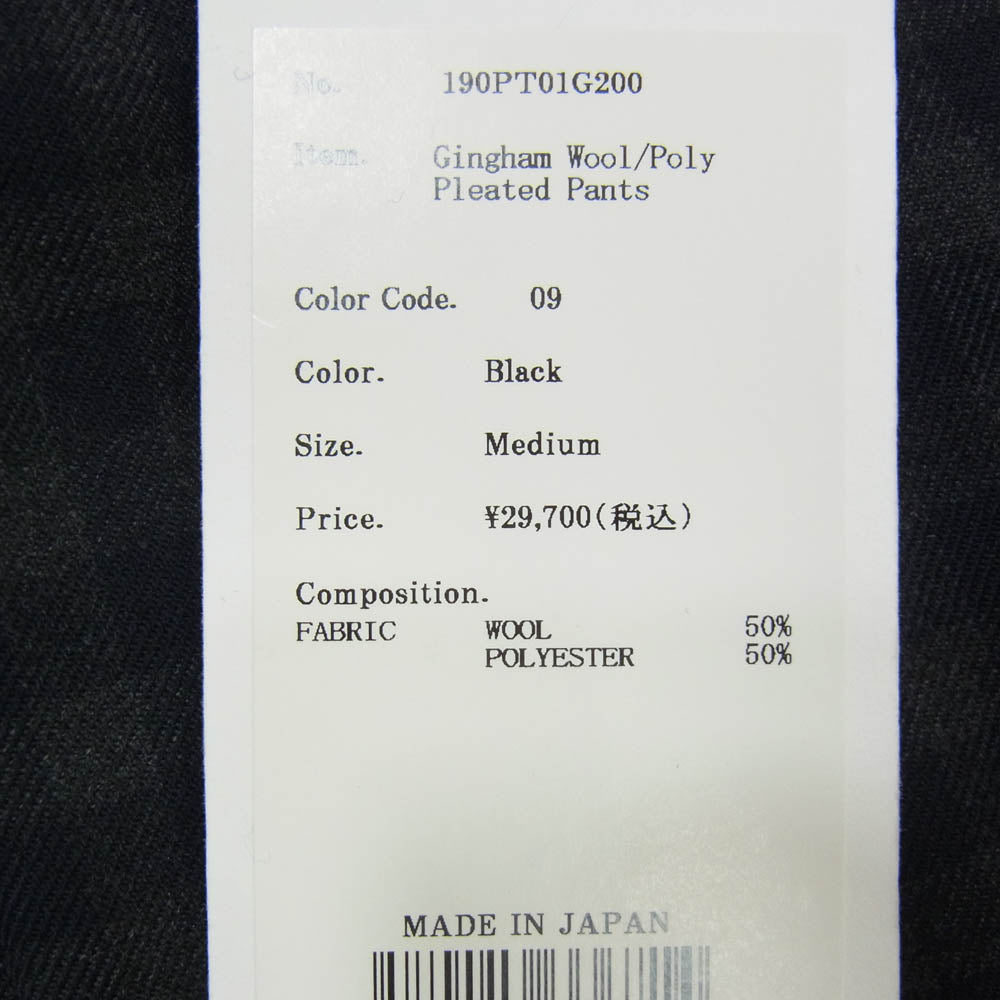 No. 190PT01G200
Item. Gingham Wool/Poly
Pleated Pants
Color Code. 09
Color. Black
Size. Medium
Price. ¥29,700(税込)
Composition.
FABRIC WOOL 50%
POLYESTER 50%
MADE IN JAPAN